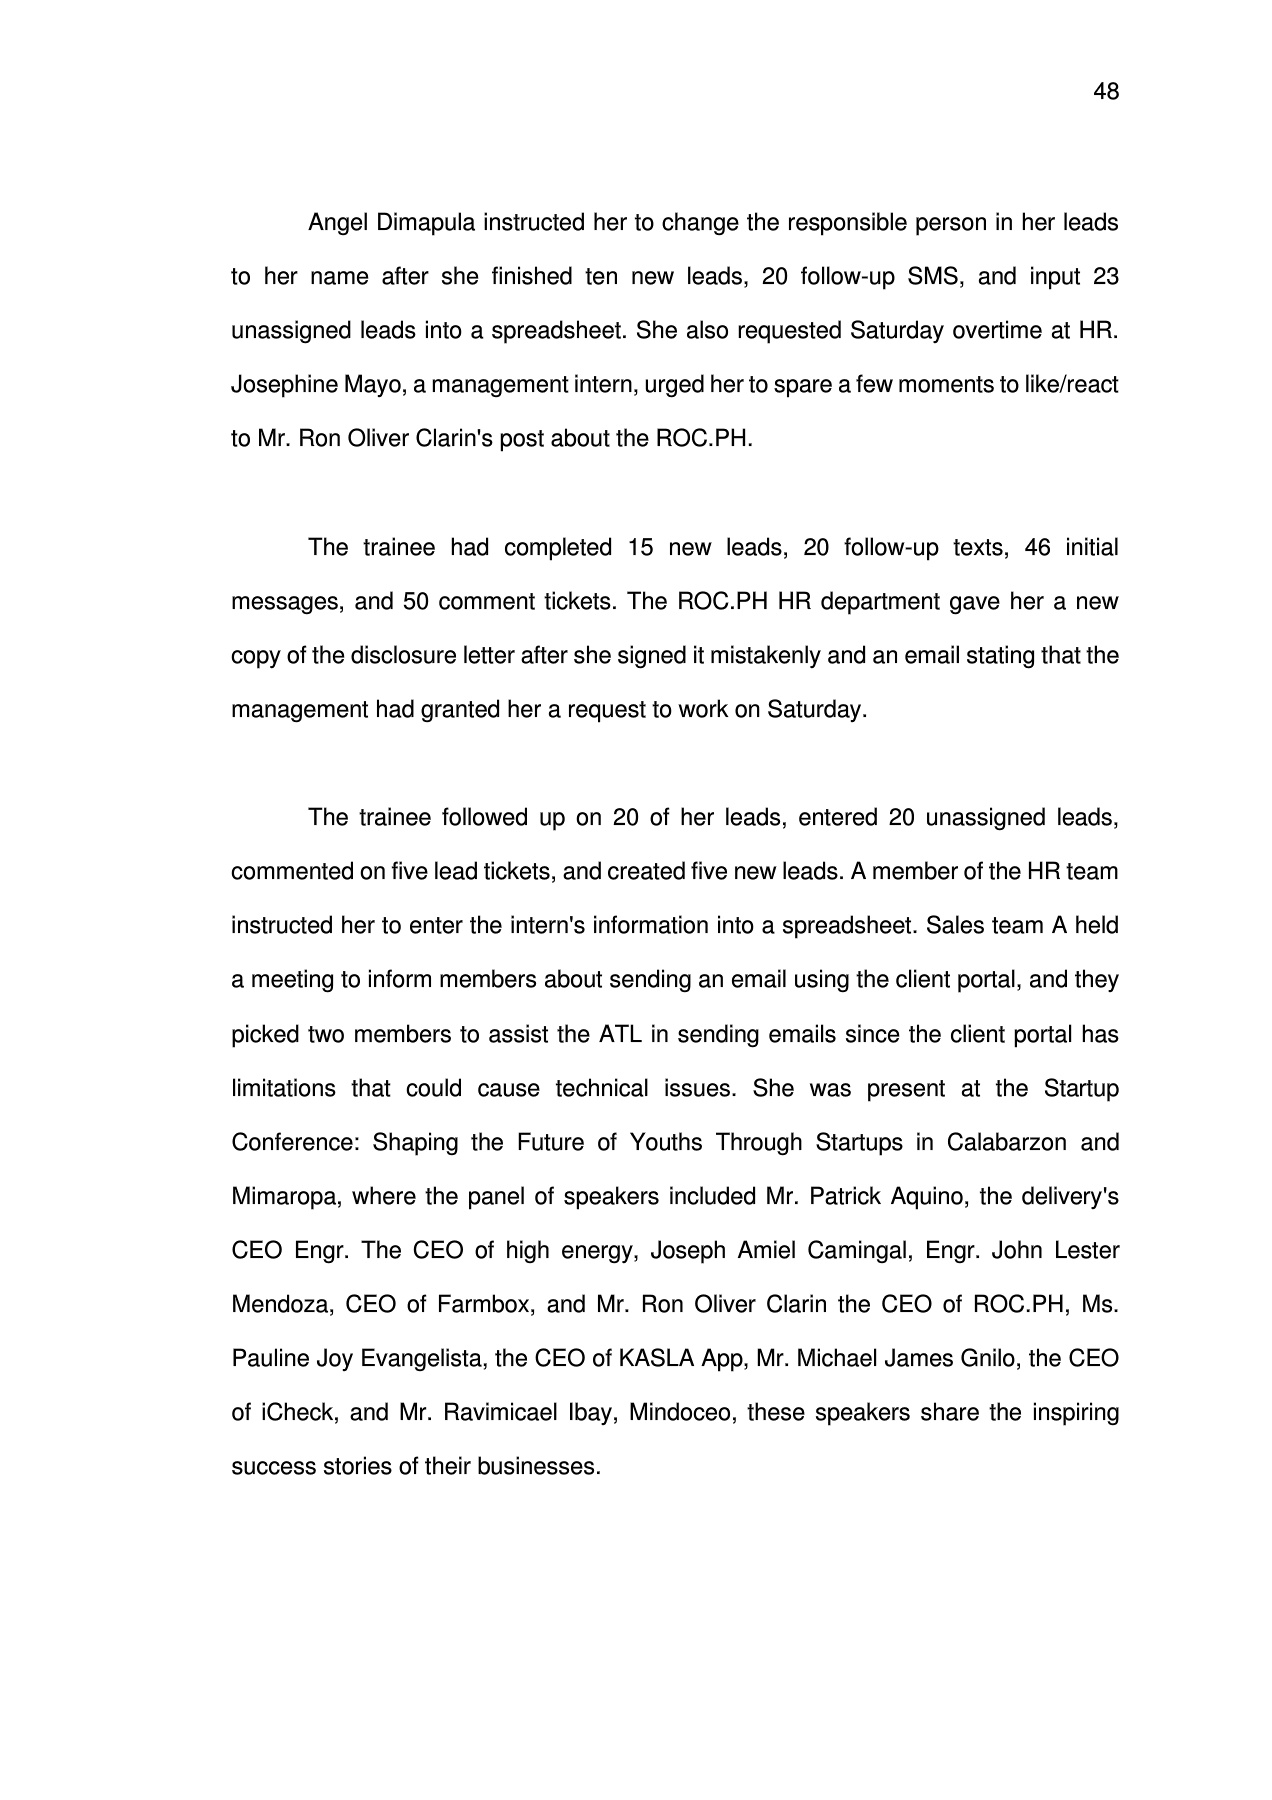 48
Angel Dimapula instructed her to change the responsible person in her leads
to her name after she finished ten new leads, 20 follow-up SMS, and input 23
unassigned leads into a spreadsheet. She also requested Saturday overtime at HR.
Josephine Mayo, a management intern, urged her to spare a few moments to like/react
to Mr. Ron Oliver Clarin's post about the ROC.PH.
The trainee had completed 15 new leads, 20 follow-up texts, 46 initial
messages, and 50 comment tickets. The ROC.PH HR department gave her a new
copy of the disclosure letter after she signed it mistakenly and an email stating that the
management had granted her a request to work on Saturday.
The trainee followed up on 20 of her leads, entered 20 unassigned leads,
commented on five lead tickets, and created five new leads. A member of the HR team
instructed her to enter the intern's information into a spreadsheet. Sales team A held
a meeting to inform members about sending an email using the client portal, and they
picked two members to assist the ATL in sending emails since the client portal has
limitations that could cause technical issues. She was present at the Startup
Conference: Shaping the Future of Youths Through Startups in Calabarzon and
Mimaropa, where the panel of speakers included Mr. Patrick Aquino, the delivery's
CEO Engr. The CEO of high energy, Joseph Amiel Camingal, Engr. John Lester
Mendoza, CEO of Farmbox, and Mr. Ron Oliver Clarin the CEO of ROC.PH, Ms.
Pauline Joy Evangelista, the CEO of KASLA App, Mr. Michael James Gnilo, the CEO
of iCheck, and Mr. Ravimicael Ibay, Mindoceo, these speakers share the inspiring
success stories of their businesses.